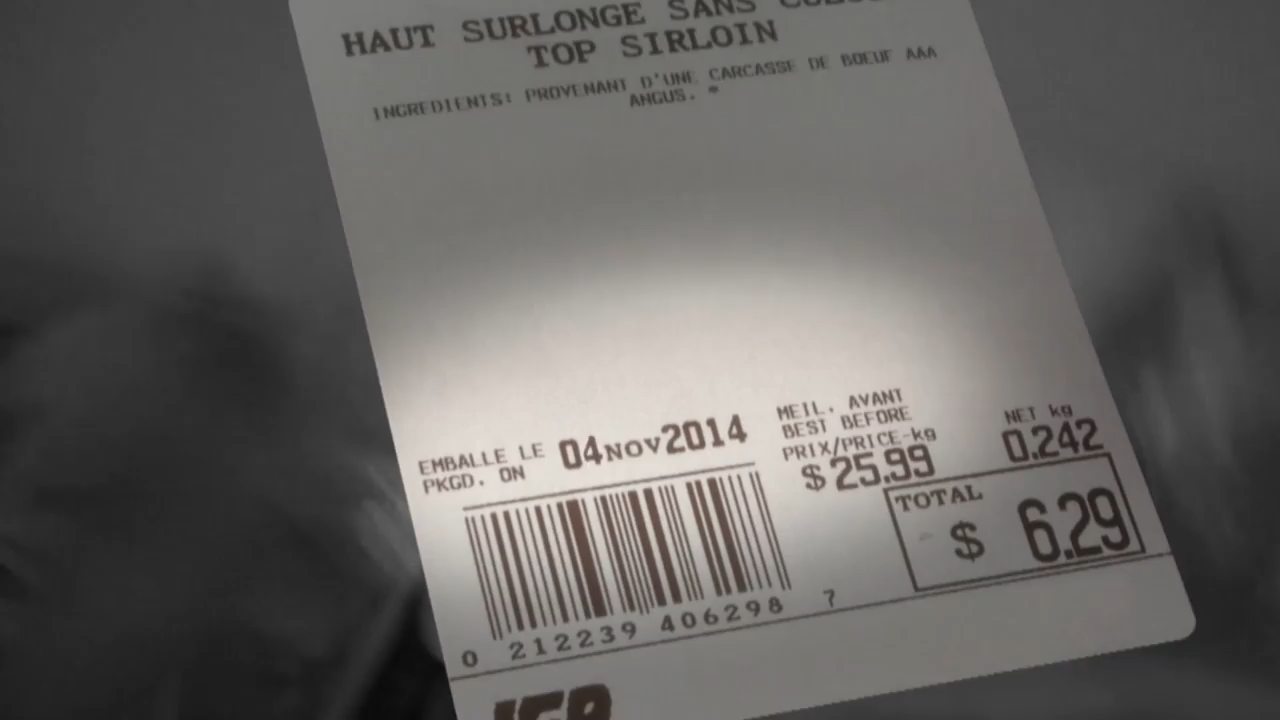 HAUT SURLONGE SANS
TOP SIRLOIN
INGREDIENTS: PROVENANT D'UNE CARCASSE DE BOEUF AAA
ANGUS. *
EMBALLE LE 04NOV2014
PKGD. ON
MEIL. AVANT
BEST BEFORE
PRIX/PRICE-kg
$25.99
NET kg
0.242
TOTAL
$ 6.29
0 212239 406298 7
IGA